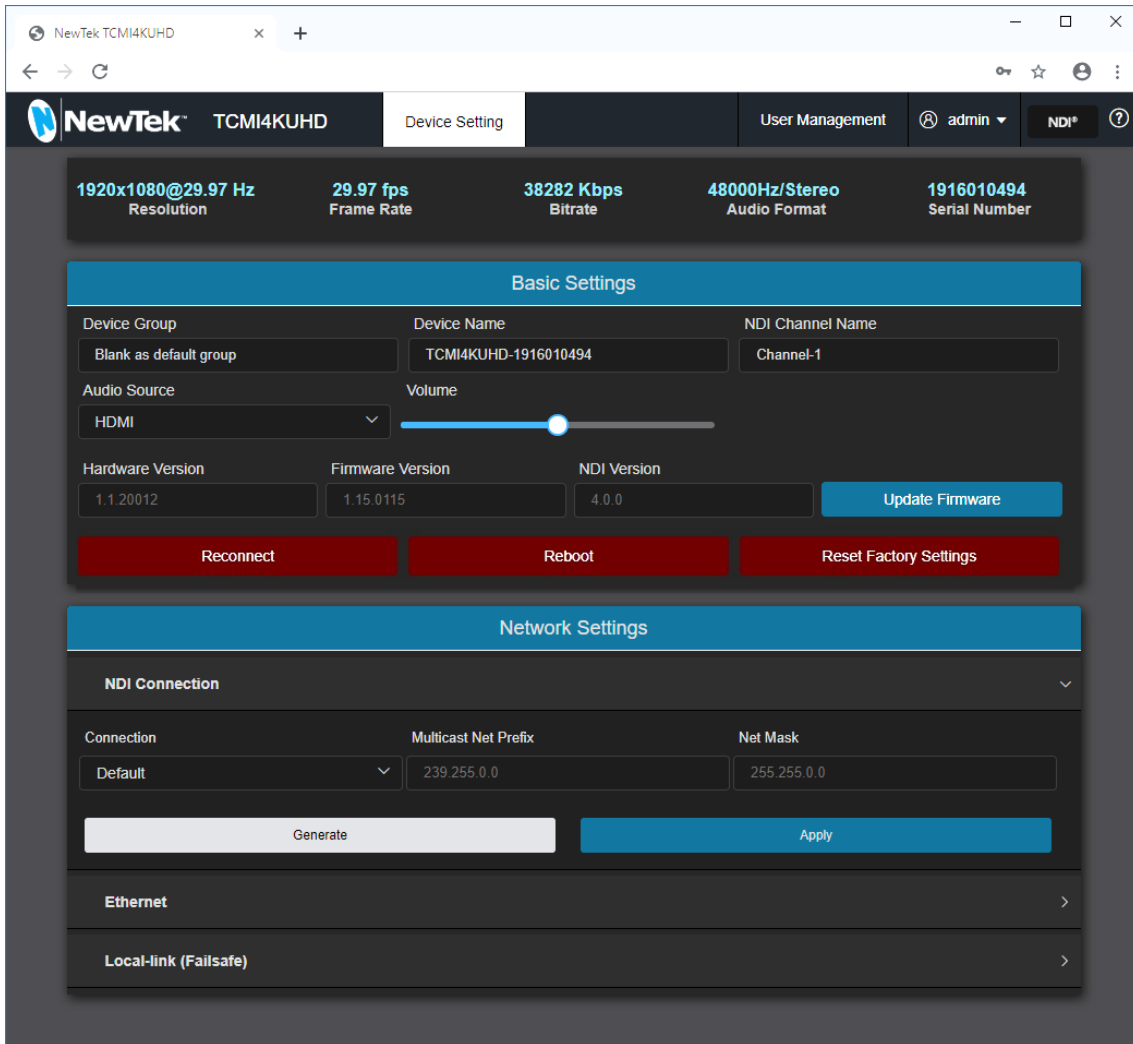 NewTek TCMI4KUHD
NewTek™ TCMI4KUHD Device Setting User Management admin NDI®
1920x1080@29.97 Hz 29.97 fps 38282 Kbps 48000Hz/Stereo 1916010494
Resolution Frame Rate Bitrate Audio Format Serial Number
Basic Settings
Device Group Device Name NDI Channel Name
Blank as default group TCMI4KUHD-1916010494 Channel-1
Audio Source Volume
HDMI
Hardware Version Firmware Version NDI Version
1.1.20012 1.15.0115 4.0.0 Update Firmware
Reconnect Reboot Reset Factory Settings
Network Settings
NDI Connection
Connection Multicast Net Prefix Net Mask
Default 239.255.0.0 255.255.0.0
Generate Apply
Ethernet
Local-link (Failsafe)